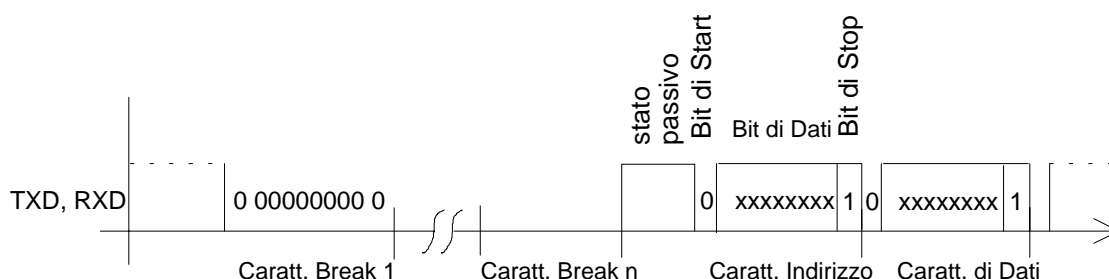 stato
passivo
Bit di Start
Bit di Dati
Bit di Stop
TXD, RXD
0 00000000 0
0
xxxxxxxx
1
0
xxxxxxxx
1
Caratt. Break 1
Caratt. Break n
Caratt. Indirizzo
Caratt. di Dati